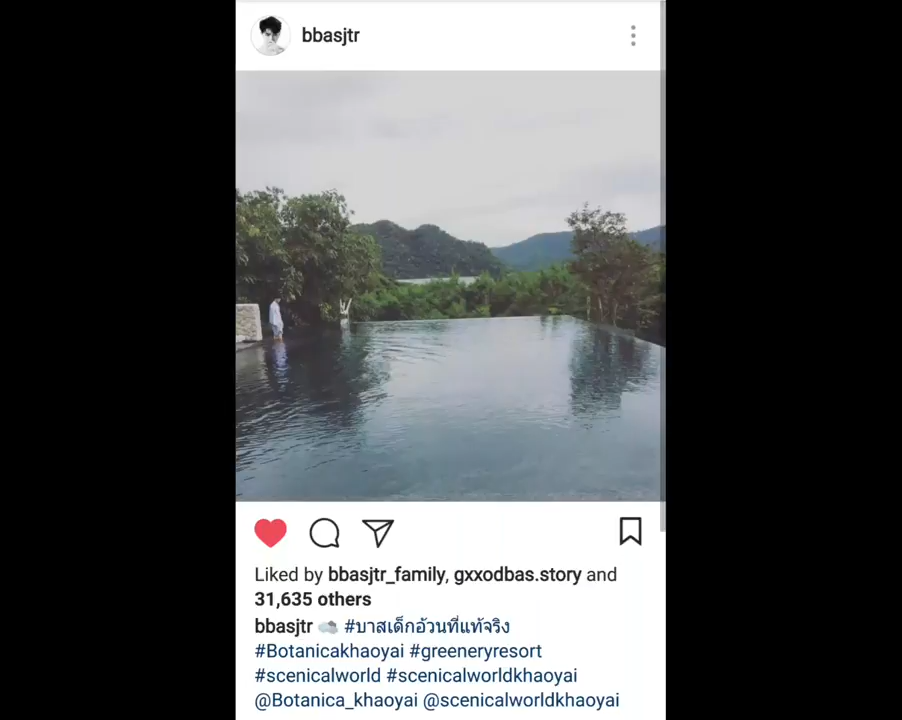 bbasjtr
Liked by bbasjtr_family, gxxodbas.story and
31,635 others
bbasjtr ☁️ #บาสเด็กอ้วนที่แท้จริง
#Botanicakhaoyai #greeneryresort
#scenicalworld #scenicalworldkhaoyai
@Botanica_khaoyai @scenicalworldkhaoyai